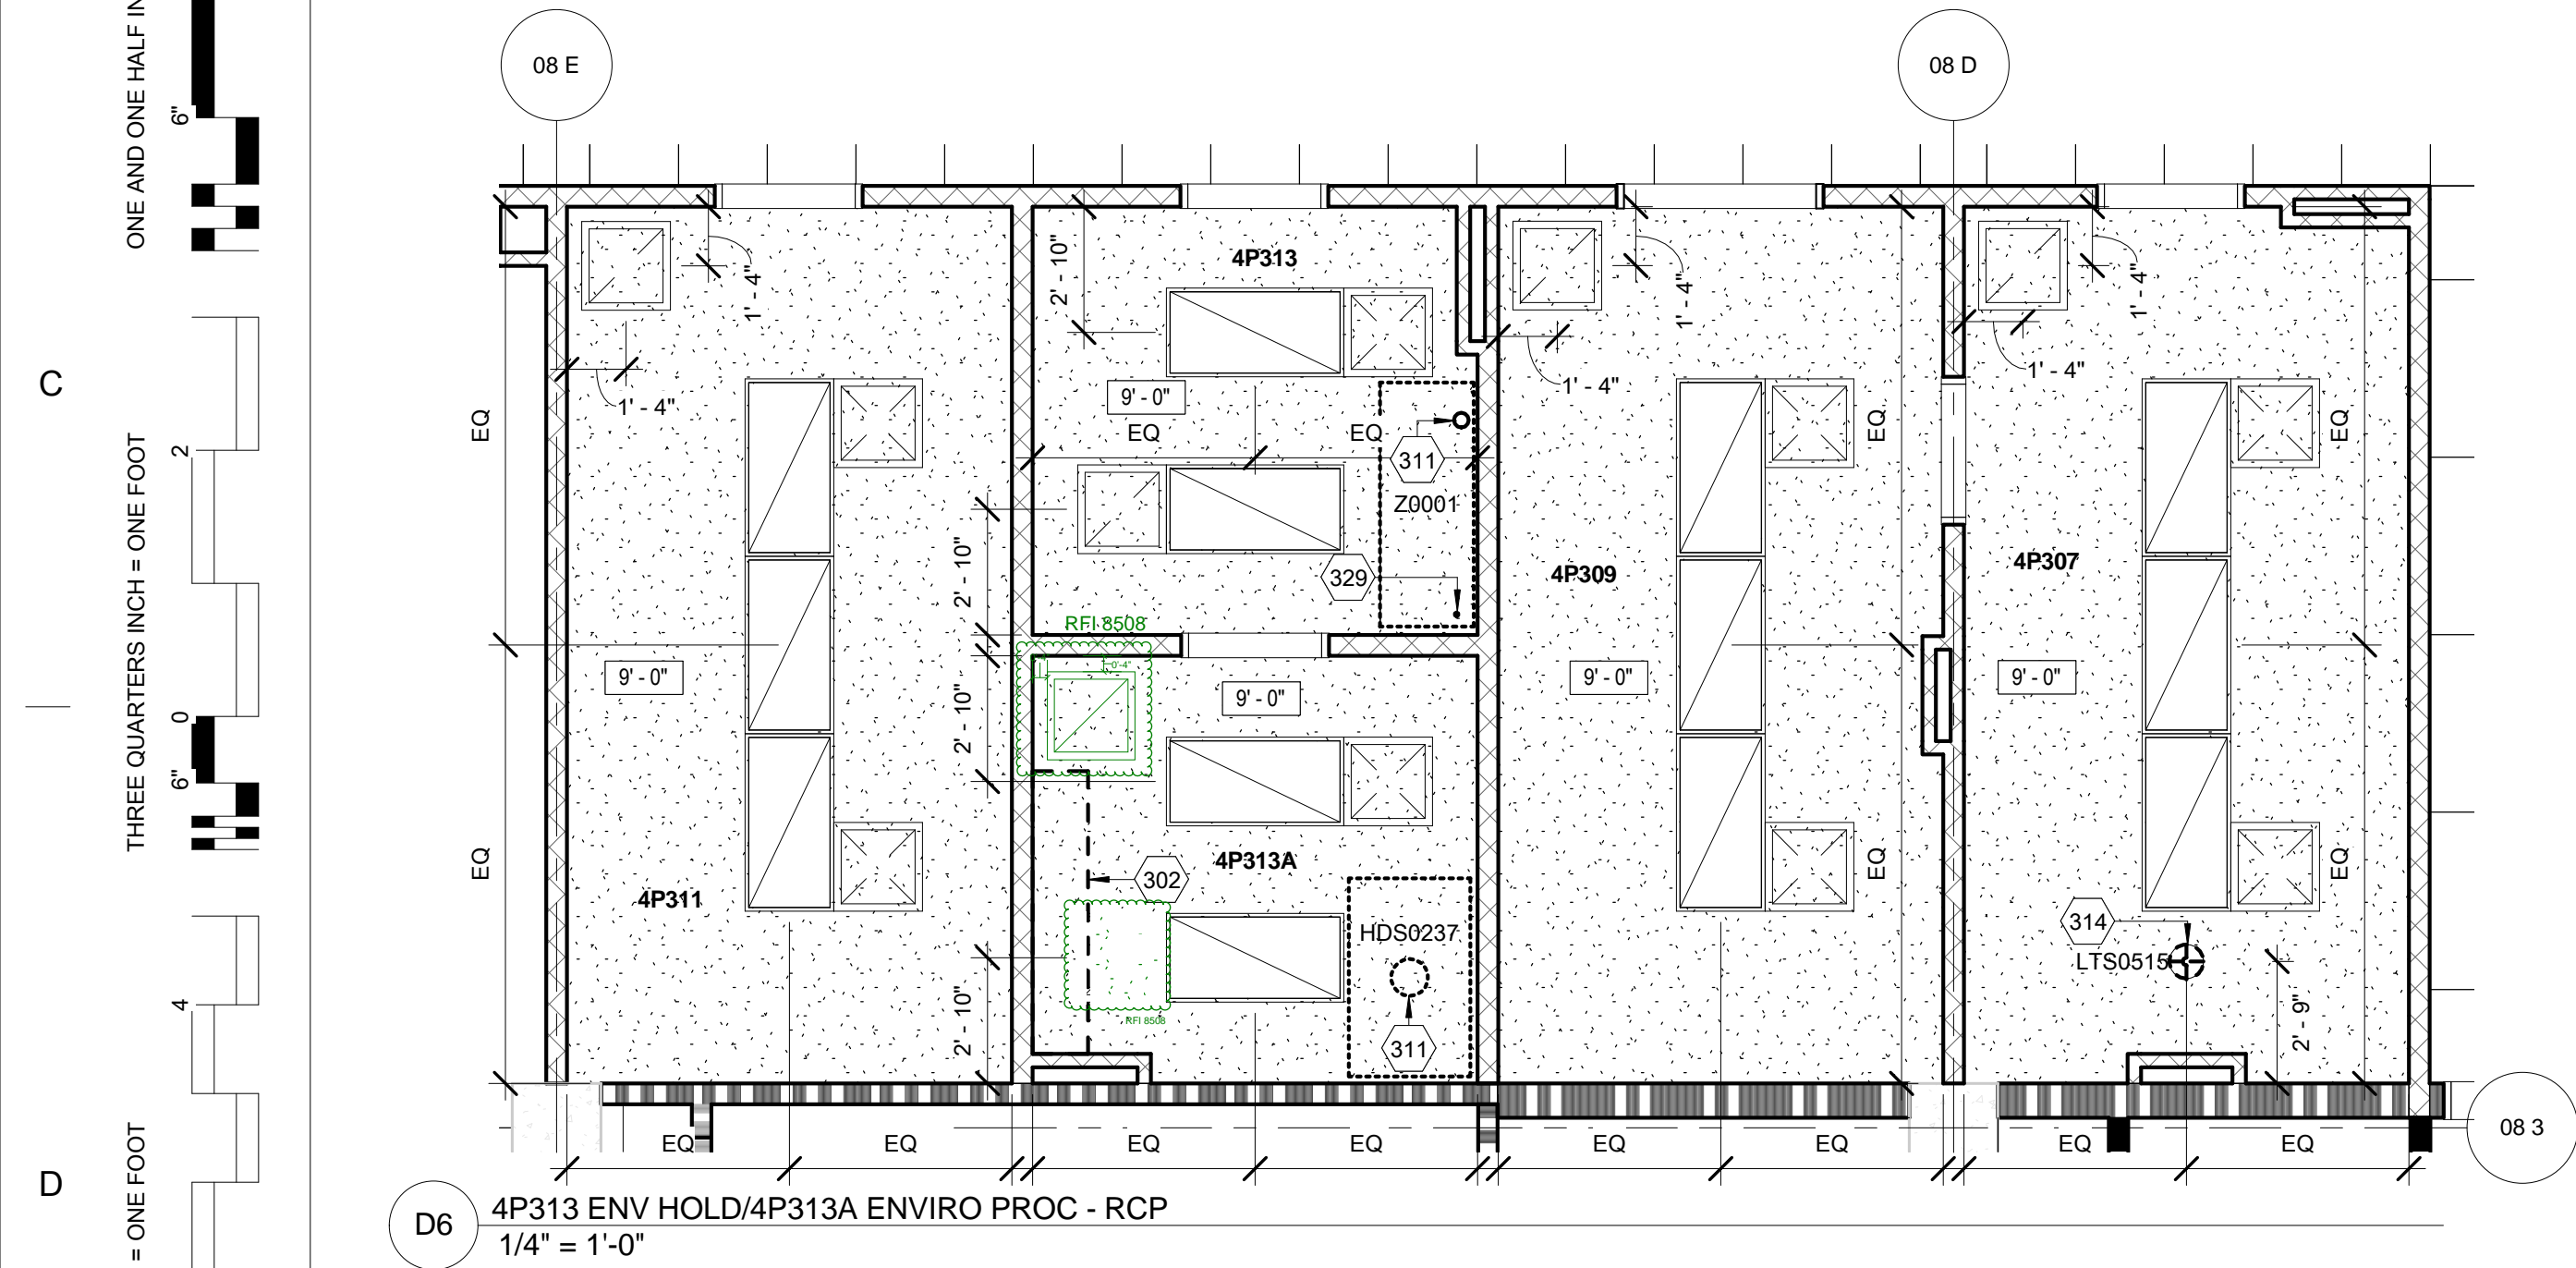 ONE AND ONE HALF IN
6"
C
THREE QUARTERS INCH = ONE FOOT
2
0
6"
4
D
= ONE FOOT
08 E
08 D
08 3
1' - 4"
1' - 4"
EQ
EQ
9' - 0"
4P311
2' - 10"
4P313
9' - 0"
EQ
EQ
311
Z0001
329
2' - 10"
RFI 8508
0'-4"
2' - 10"
9' - 0"
4P313A
302
HDS0237
311
RFI 8508
2' - 10"
1' - 4"
1' - 4"
EQ
4P309
9' - 0"
EQ
1' - 4"
1' - 4"
EQ
4P307
9' - 0"
EQ
314
LTS0515
2' - 9"
EQ
EQ
EQ
EQ
EQ
EQ
EQ
EQ
D6
4P313 ENV HOLD/4P313A ENVIRO PROC - RCP
1/4" = 1'-0"